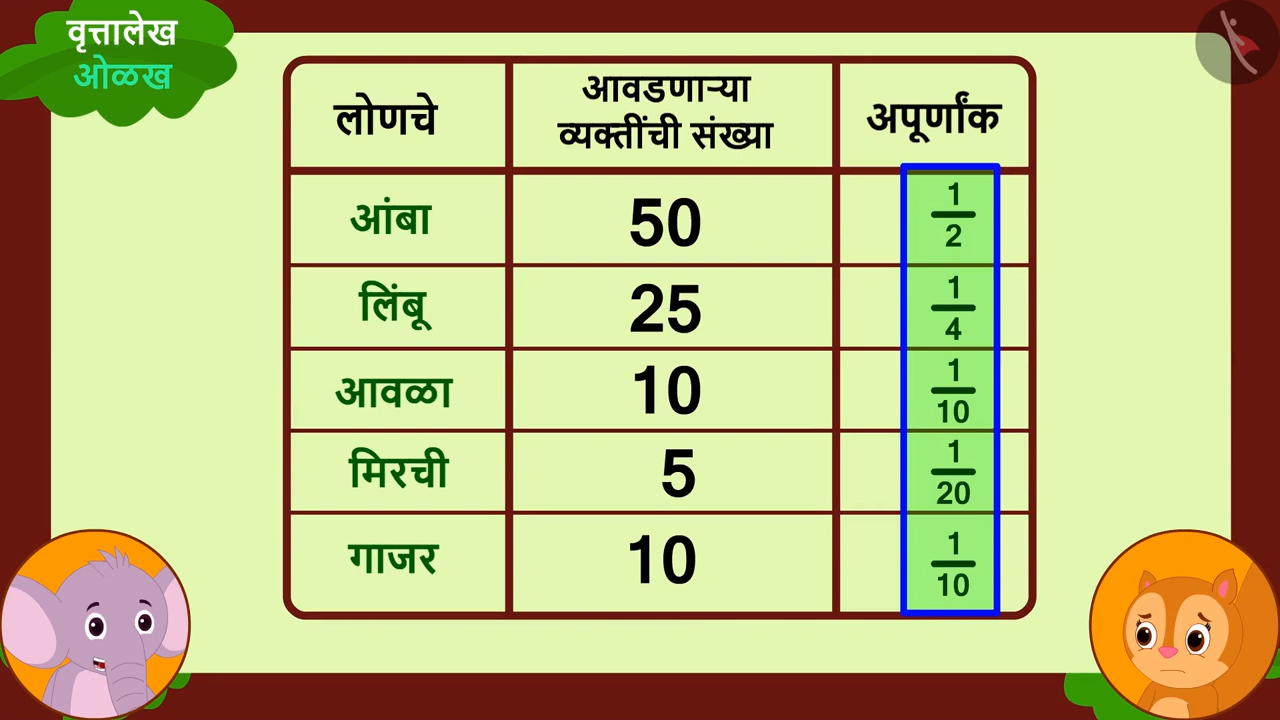 वृत्तालेख
ओळख
लोणचे
आवडणाऱ्या
व्यक्तींची संख्या
अपूर्णांक
आंबा 50 1/2
लिंबू 25 1/4
आवळा 10 1/10
मिरची 5 1/20
गाजर 10 1/10